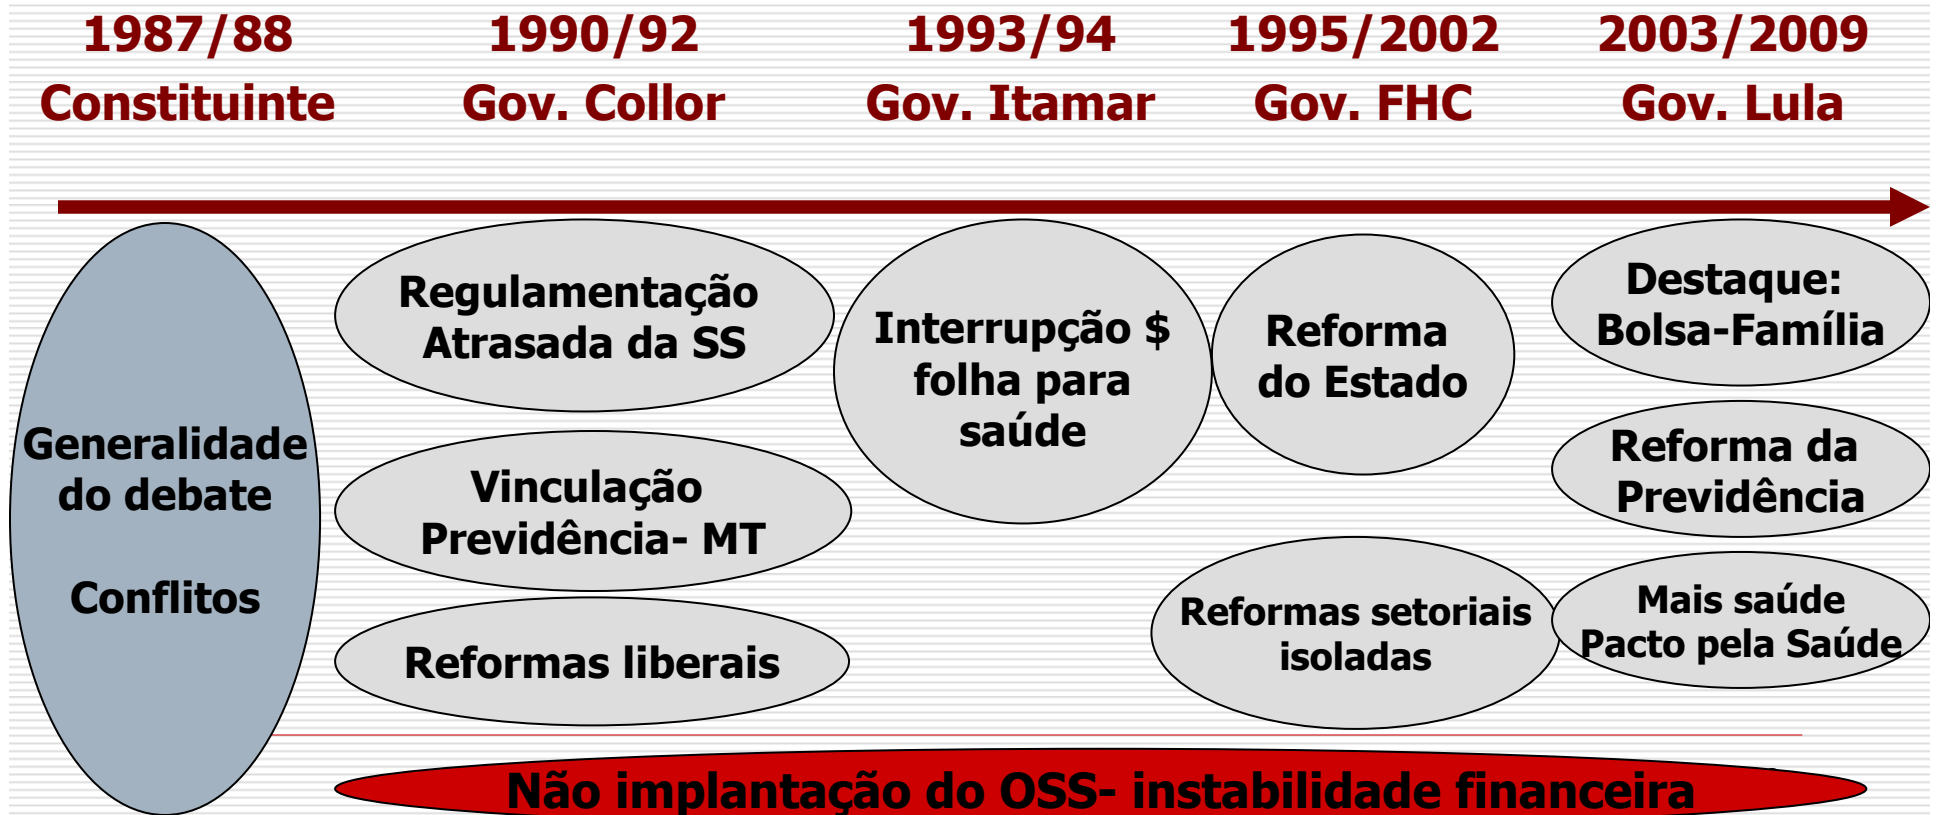 1987/88
Constituinte
1990/92
Gov. Collor
1993/94
Gov. Itamar
1995/2002
Gov. FHC
2003/2009
Gov. Lula
Generalidade
do debate
Conflitos
Regulamentação
Atrasada da SS
Vinculação
Previdência- MT
Reformas liberais
Interrupção $
folha para
saúde
Reforma
do Estado
Reformas setoriais
isoladas
Destaque:
Bolsa-Família
Reforma da
Previdência
Mais saúde
Pacto pela Saúde
Não implantação do OSS- instabilidade financeira